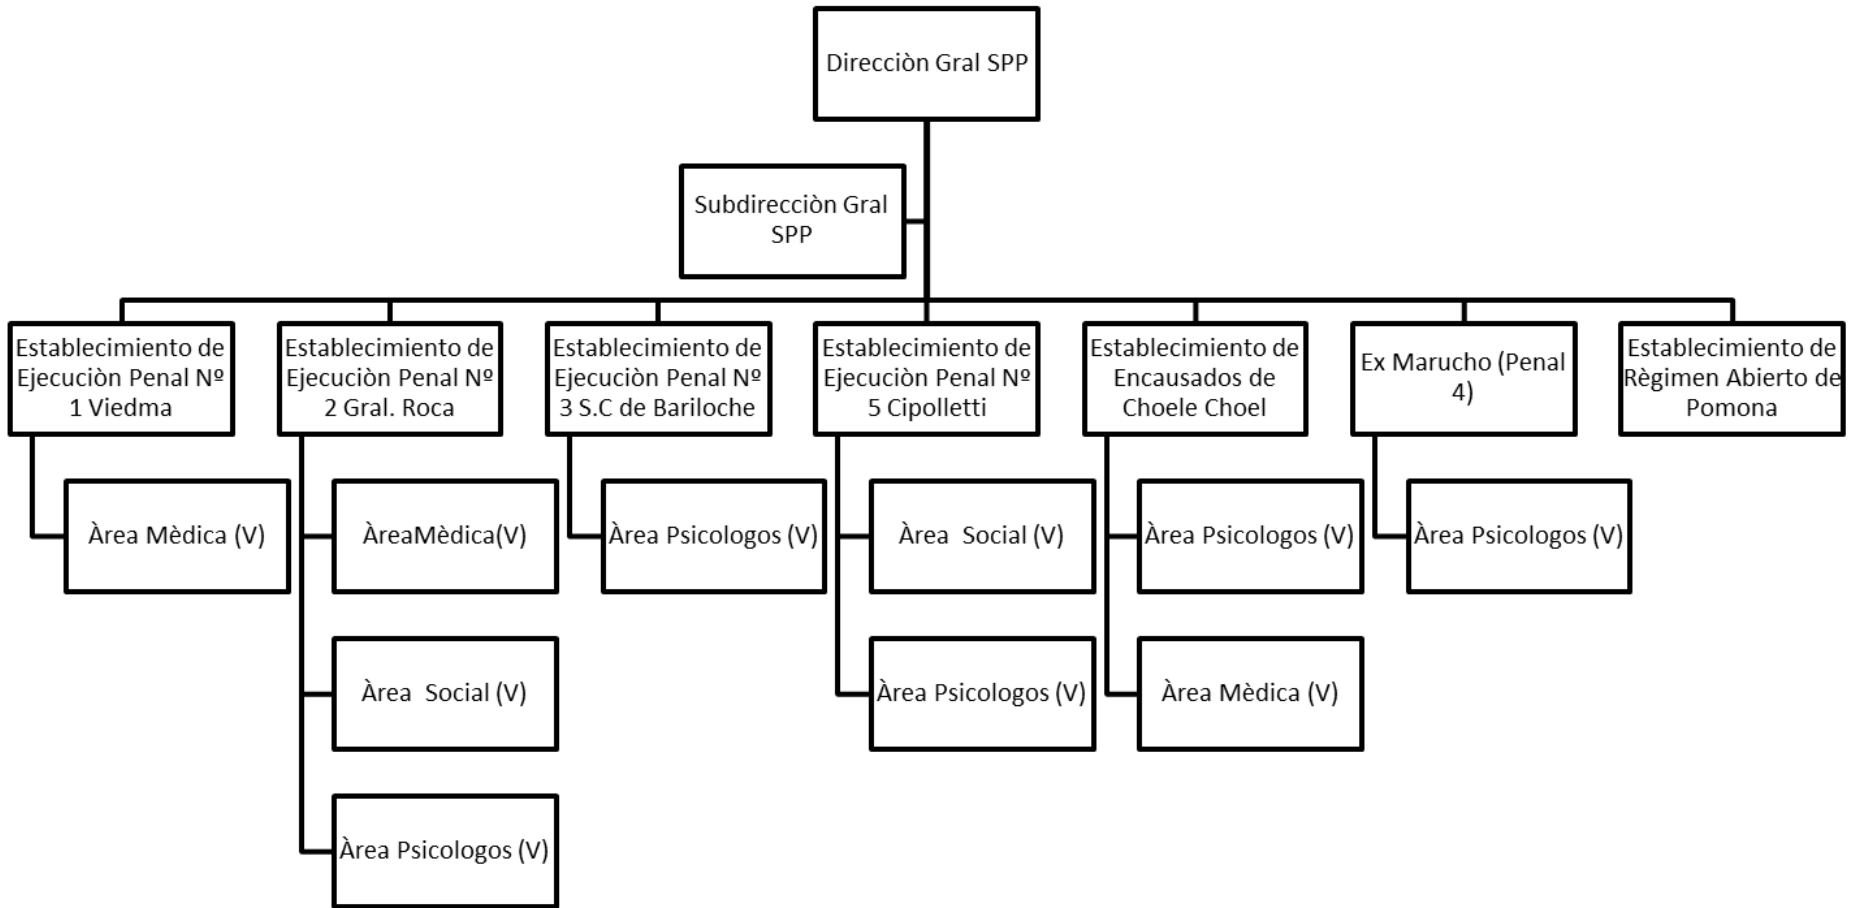 Direcciòn Gral SPP
Subdirecciòn Gral
SPP
Establecimiento de
Ejecuciòn Penal Nº
1 Viedma
Establecimiento de
Ejecuciòn Penal Nº
2 Gral. Roca
Establecimiento de
Ejecuciòn Penal Nº
3 S.C de Bariloche
Establecimiento de
Ejecuciòn Penal Nº
5 Cipolletti
Establecimiento de
Encausados de
Choele Choel
Ex Marucho (Penal
4)
Establecimiento de
Règimen Abierto de
Pomona
Àrea Mèdica (V)
ÀreaMèdica(V)
Àrea Psicologos (V)
Àrea  Social (V)
Àrea Psicologos (V)
Àrea Psicologos (V)
Àrea  Social (V)
Àrea Psicologos (V)
Àrea Mèdica (V)
Àrea Psicologos (V)